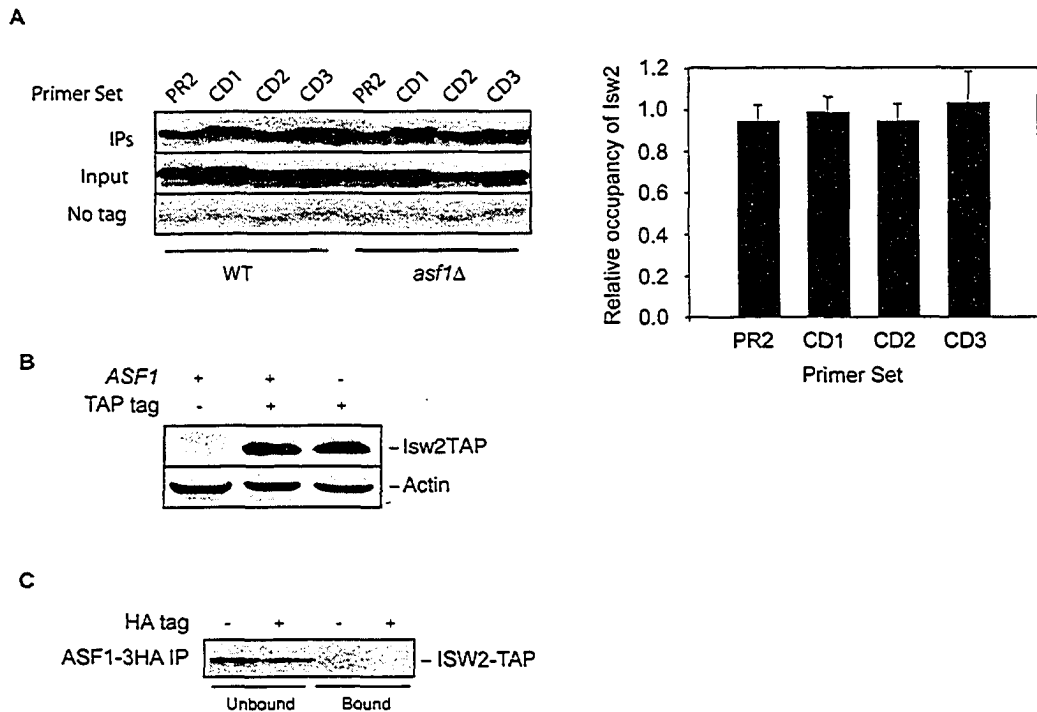 A
Primer Set PR2 CD1 CD2 CD3 PR2 CD1 CD2 CD3
IPs
Input
No tag
WT asf1Δ
Relative occupancy of Isw2
1.2
1.0
0.8
0.6
0.4
0.2
0.0
PR2 CD1 CD2 CD3
Primer Set
B
ASF1 + + -
TAP tag - + +
– Isw2TAP
– Actin
C
HA tag - + - +
ASF1-3HA IP – ISW2-TAP
Unbound Bound